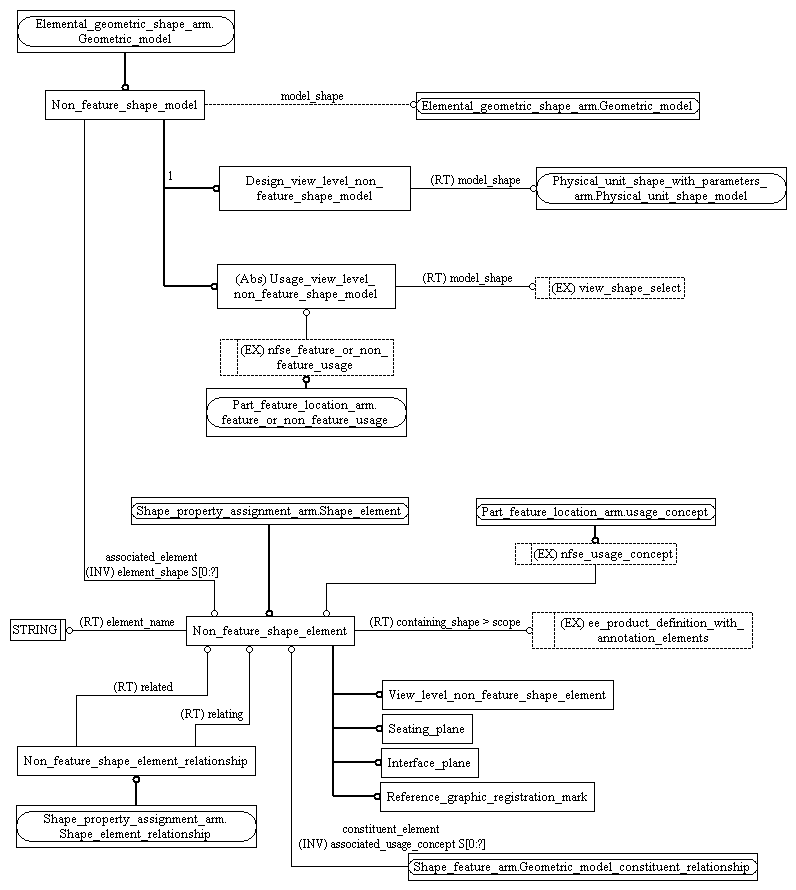 Elemental_geometric_shape_arm.
Geometric_model
Non_feature_shape_model
model_shape
Elemental_geometric_shape_arm.Geometric_model
1
Design_view_level_non_
feature_shape_model
(RT) model_shape
Physical_unit_shape_with_parameters_
arm.Physical_unit_shape_model
(Abs) Usage_view_level_
non_feature_shape_model
(RT) model_shape
(EX) view_shape_select
(EX) nfse_feature_or_non_
feature_usage
Part_feature_location_arm.
feature_or_non_feature_usage
Shape_property_assignment_arm.Shape_element
Part_feature_location_arm.usage_concept
(EX) nfse_usage_concept
associated_element
(INV) element_shape S[0:?]
STRING
(RT) element_name
Non_feature_shape_element
(RT) containing_shape > scope
(EX) ee_product_definition_with_
annotation_elements
(RT) related
(RT) relating
View_level_non_feature_shape_element
Seating_plane
Interface_plane
Reference_graphic_registration_mark
Non_feature_shape_element_relationship
Shape_property_assignment_arm.
Shape_element_relationship
constituent_element
(INV) associated_usage_concept S[0:?]
Shape_feature_arm.Geometric_model_constituent_relationship